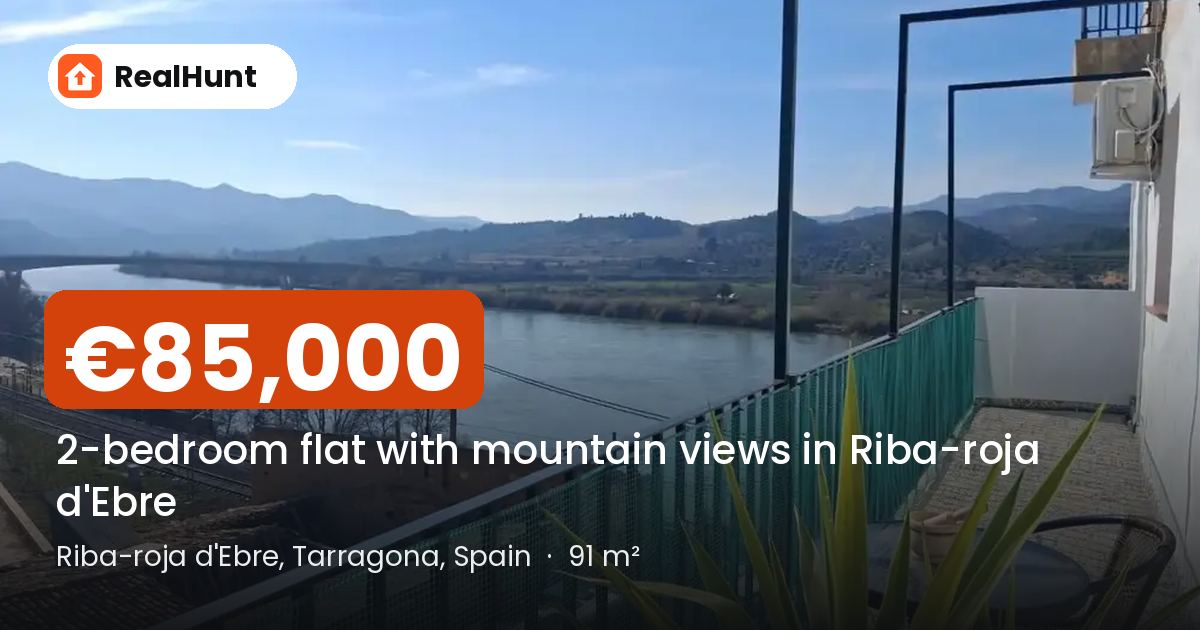 RealHunt
€85,000
2-bedroom flat with mountain views in Riba-roja
d'Ebre
Riba-roja d'Ebre, Tarragona, Spain · 91 m²